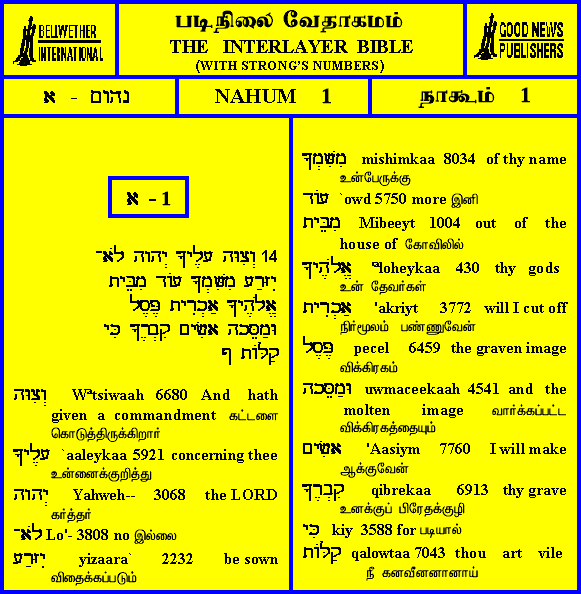 BELLWETHER
INTERNATIONAL
படிநிலை வேதாகமம்
THE INTERLAYER BIBLE
(WITH STRONG'S NUMBERS)
GOOD NEWS
PUBLISHERS
נהום - א
NAHUM 1
நாகூம் 1
א - 1
14 וְצִוָּה עָלֶיךָ יְהוָה לֹא־
יִזָּרַע מִשִּׁמְךָ עוֹד מִבֵּית
אֱלֹהֶיךָ אַכְרִית פֶּסֶל
וּמַסֵּכָה אָשִׂים קִבְרֶךָ כִּי
קַלּוֹתָ ף
וְצִוָּה Wᵊtsiwaah 6680 And hath
given a commandment கட்டளை
கொடுத்திருக்கிறார்
עָלֶיךָ `aaleykaa 5921 concerning thee
உன்னைக்குறித்து
יְהוָה Yahweh-- 3068 the LORD
கர்த்தர்
לֹא־ Lo'- 3808 no இல்லை
יִזָּרַע yizaara` 2232 be sown
விதைக்கப்படும்
מִשִּׁמְךָ mishimkaa 8034 of thy name
உன்பேருக்கு
עוֹד `owd 5750 more இனி
מִבֵּית Mibeeyt 1004 out of the
house of கோவிலில்
אֱלֹהֶיךָ ᵉloheykaa 430 thy gods
உன் தேவர்கள்
אַכְרִית 'akriyt 3772 will I cut off
நிர்மூலம் பண்ணுவேன்
פֶּסֶל pecel 6459 the graven image
விக்கிரகம்
וּמַסֵּכָה uwmaceekaah 4541 and the
molten image வார்க்கப்பட்ட
விக்கிரகத்தையும்
אָשִׂים 'Aasiym 7760 I will make
ஆக்குவேன்
קִבְרֶךָ qibrekaa 6913 thy grave
உனக்குப் பிரேதக்குழி
כִּי kiy 3588 for படியால்
קַלּוֹתָ qalowtaa 7043 thou art vile
நீ கனவீனனானாய்